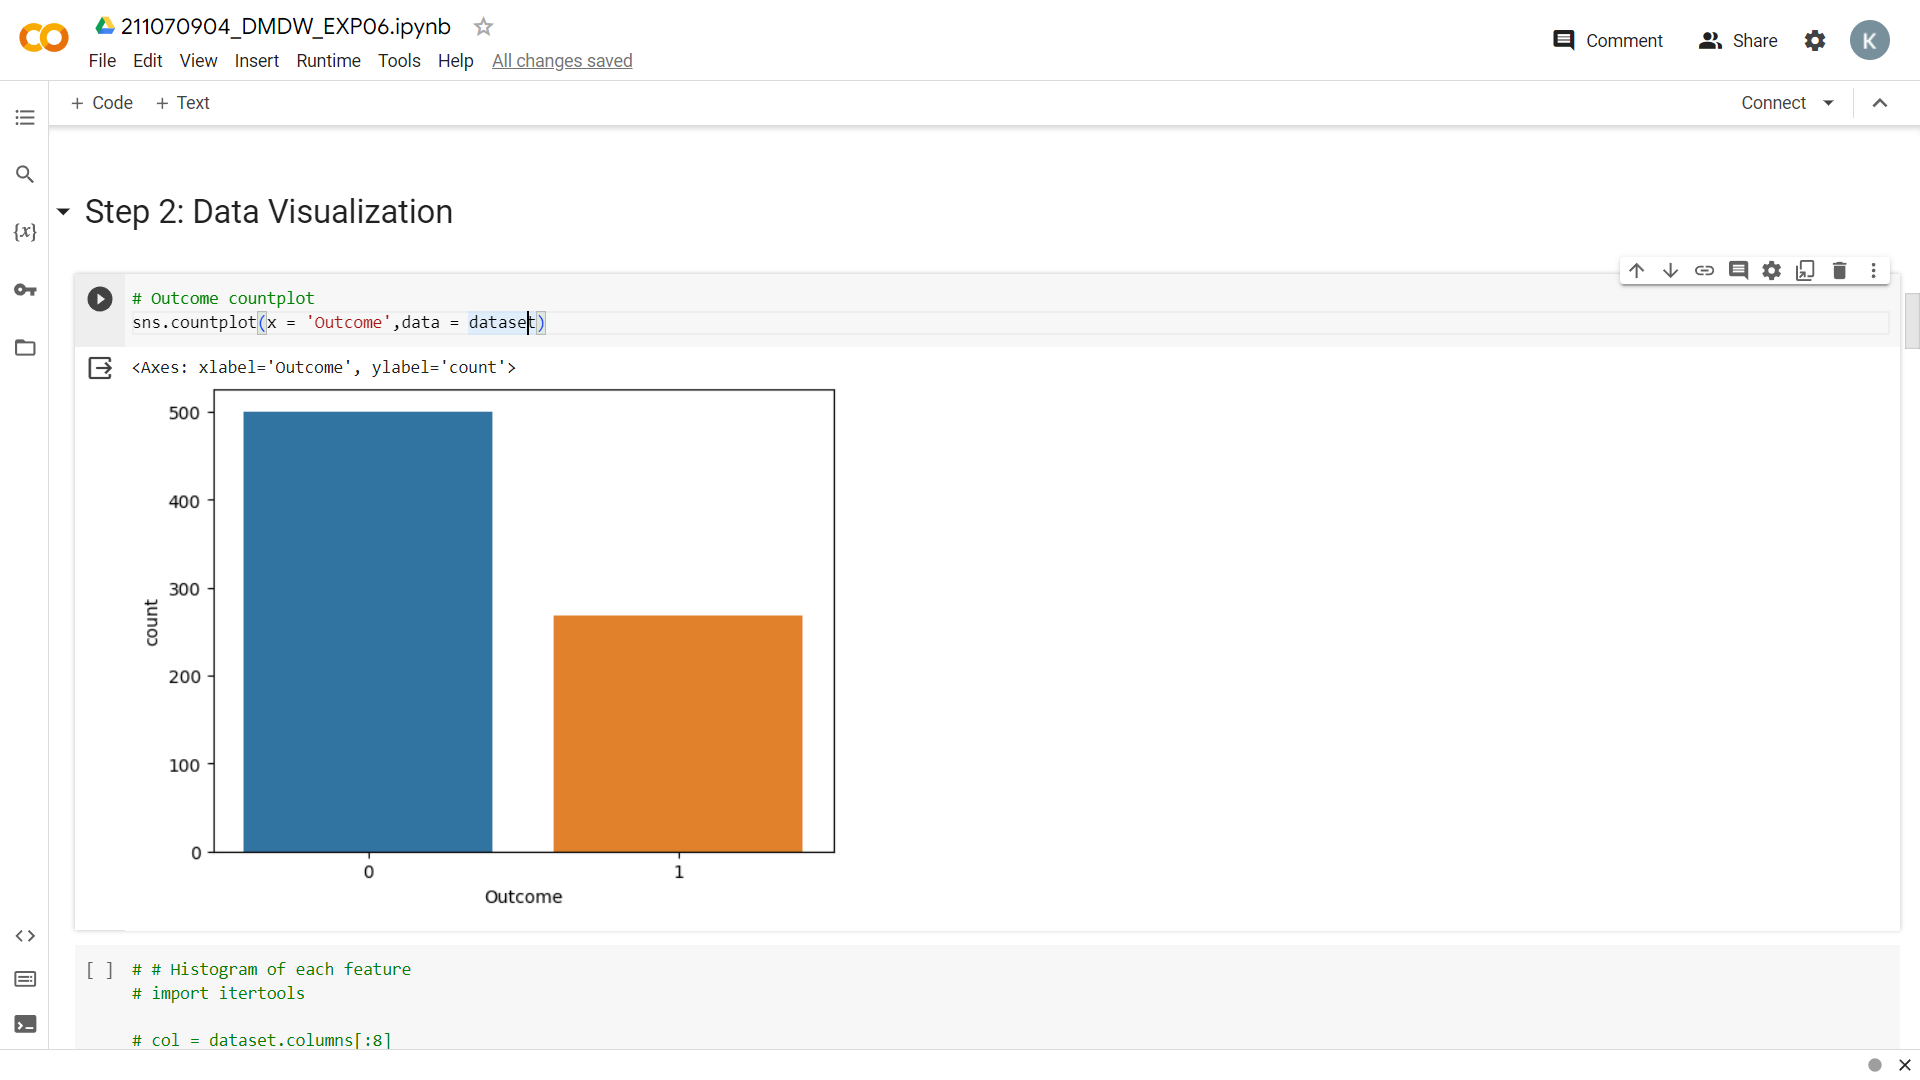 211070904_DMDW_EXP06.ipynb
Comment
Share
K
File Edit View Insert Runtime Tools Help All changes saved
+ Code + Text
Connect
{x}
Step 2: Data Visualization
# Outcome countplot
sns.countplot(x = 'Outcome',data = dataset)
<Axes: xlabel='Outcome', ylabel='count'>
500
400
300
200
100
0
count
0 1
Outcome
[ ] # # Histogram of each feature
# import itertools
# col = dataset.columns[:8]